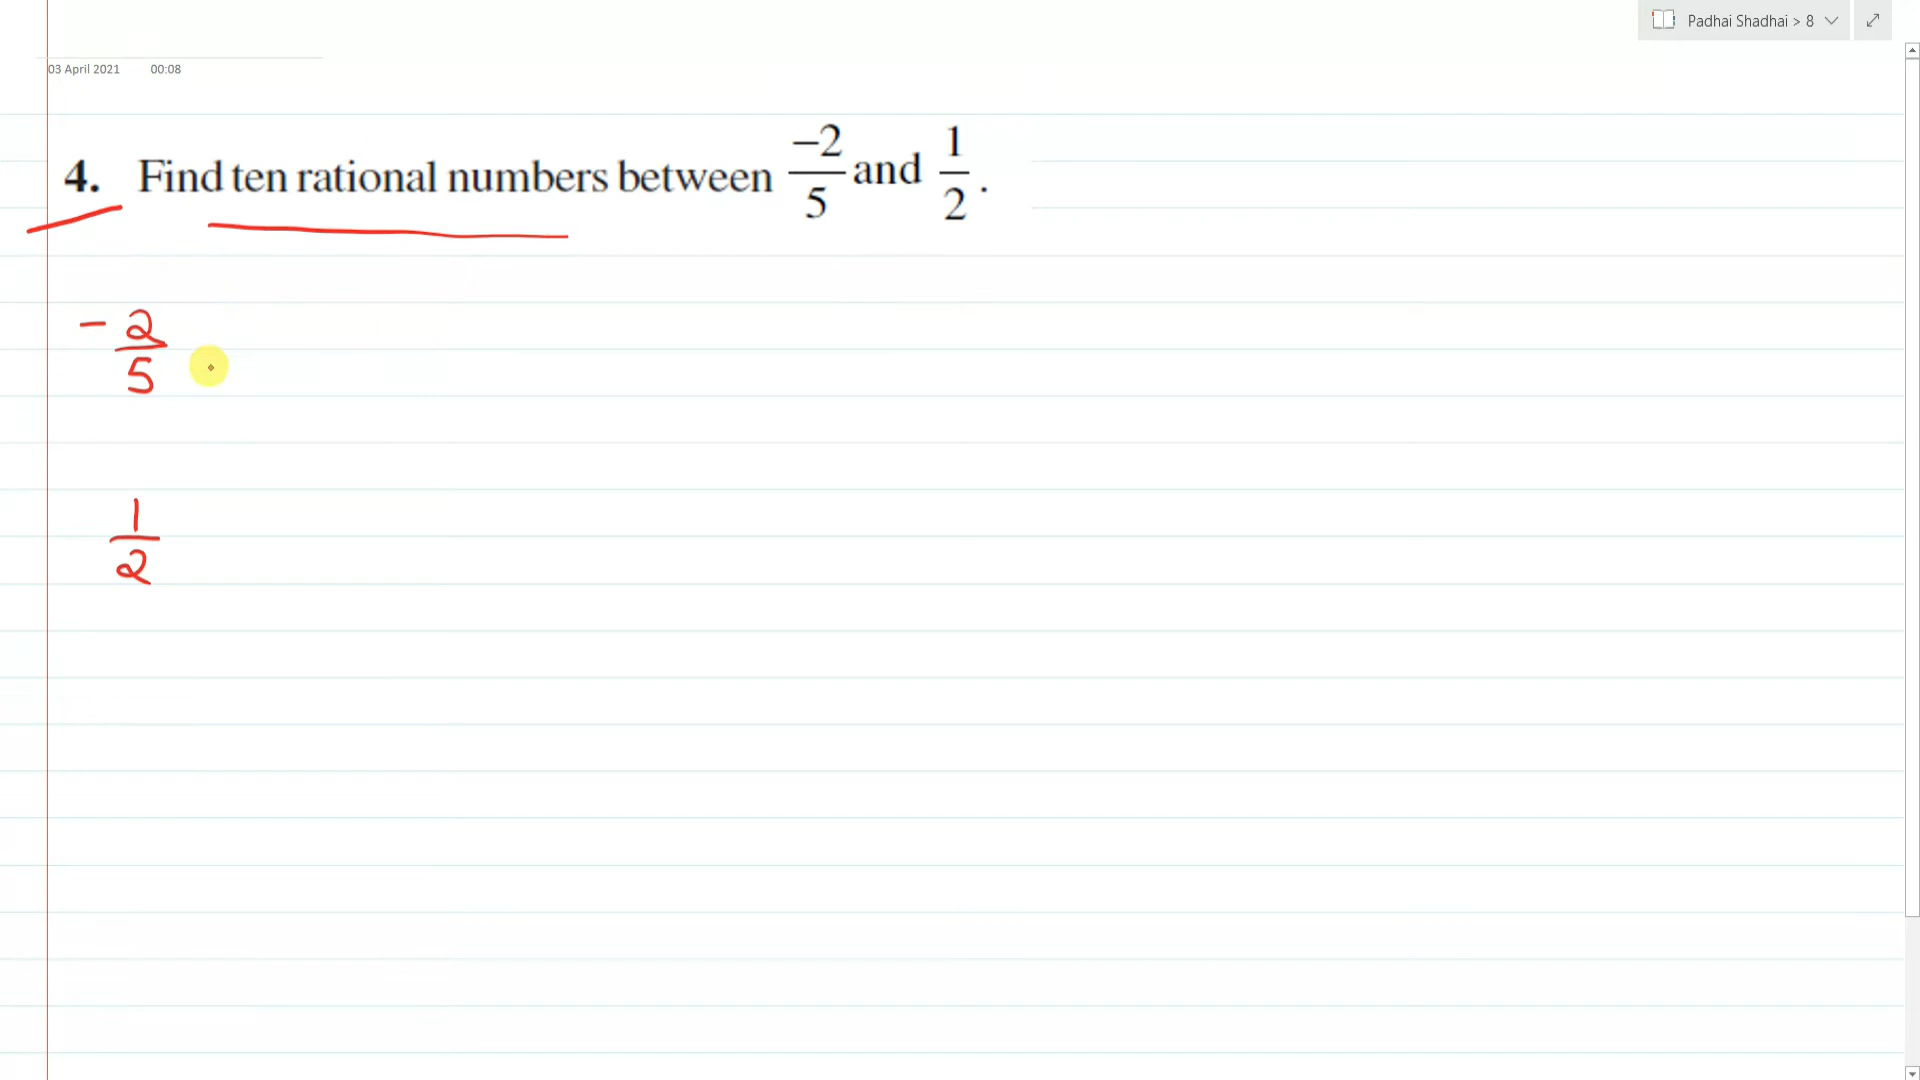 Padhai Shadhai > 8
03 April 2021 00:08
4. Find ten rational numbers between -2/5 and 1/2.
- 2/5
1/2